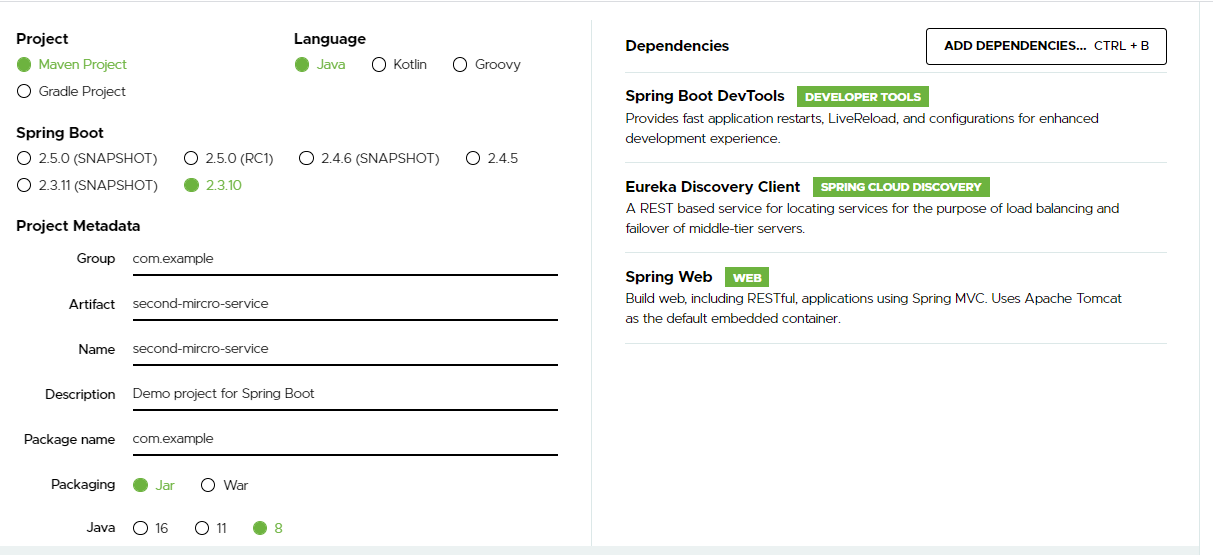 Project
Maven Project
Gradle Project
Language
Java Kotlin Groovy
Spring Boot
2.5.0 (SNAPSHOT) 2.5.0 (RC1) 2.4.6 (SNAPSHOT) 2.4.5
2.3.11 (SNAPSHOT) 2.3.10
Project Metadata
Group com.example
Artifact second-mircro-service
Name second-mircro-service
Description Demo project for Spring Boot
Package name com.example
Packaging Jar War
Java 16 11 8
Dependencies ADD DEPENDENCIES... CTRL + B
Spring Boot DevTools DEVELOPER TOOLS
Provides fast application restarts, LiveReload, and configurations for enhanced
development experience.
Eureka Discovery Client SPRING CLOUD DISCOVERY
A REST based service for locating services for the purpose of load balancing and
failover of middle-tier servers.
Spring Web WEB
Build web, including RESTful, applications using Spring MVC. Uses Apache Tomcat
as the default embedded container.